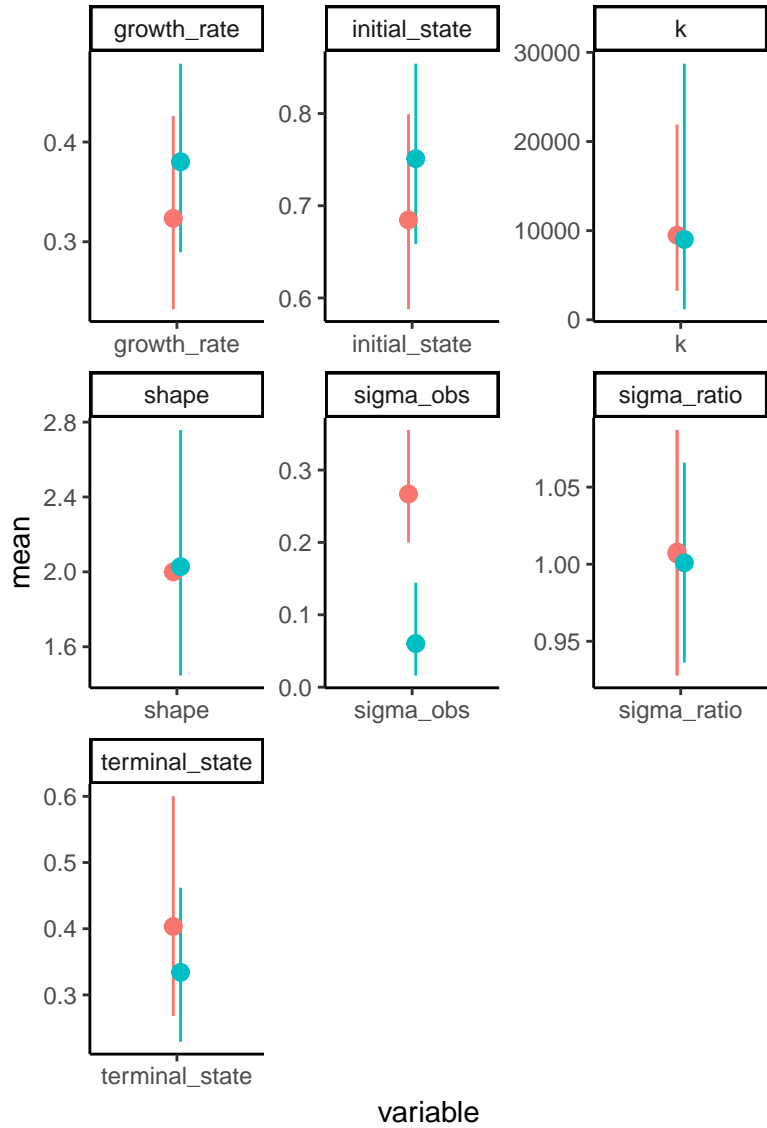 growth_rate
initial_state
k
0.4
0.3
growth_rate
0.8
0.7
0.6
initial_state
30000
20000
10000
0
k
shape
sigma_obs
sigma_ratio
2.8
2.4
2.0
1.6
shape
0.3
0.2
0.1
0.0
sigma_obs
1.05
1.00
0.95
sigma_ratio
mean
terminal_state
0.6
0.5
0.4
0.3
terminal_state
variable